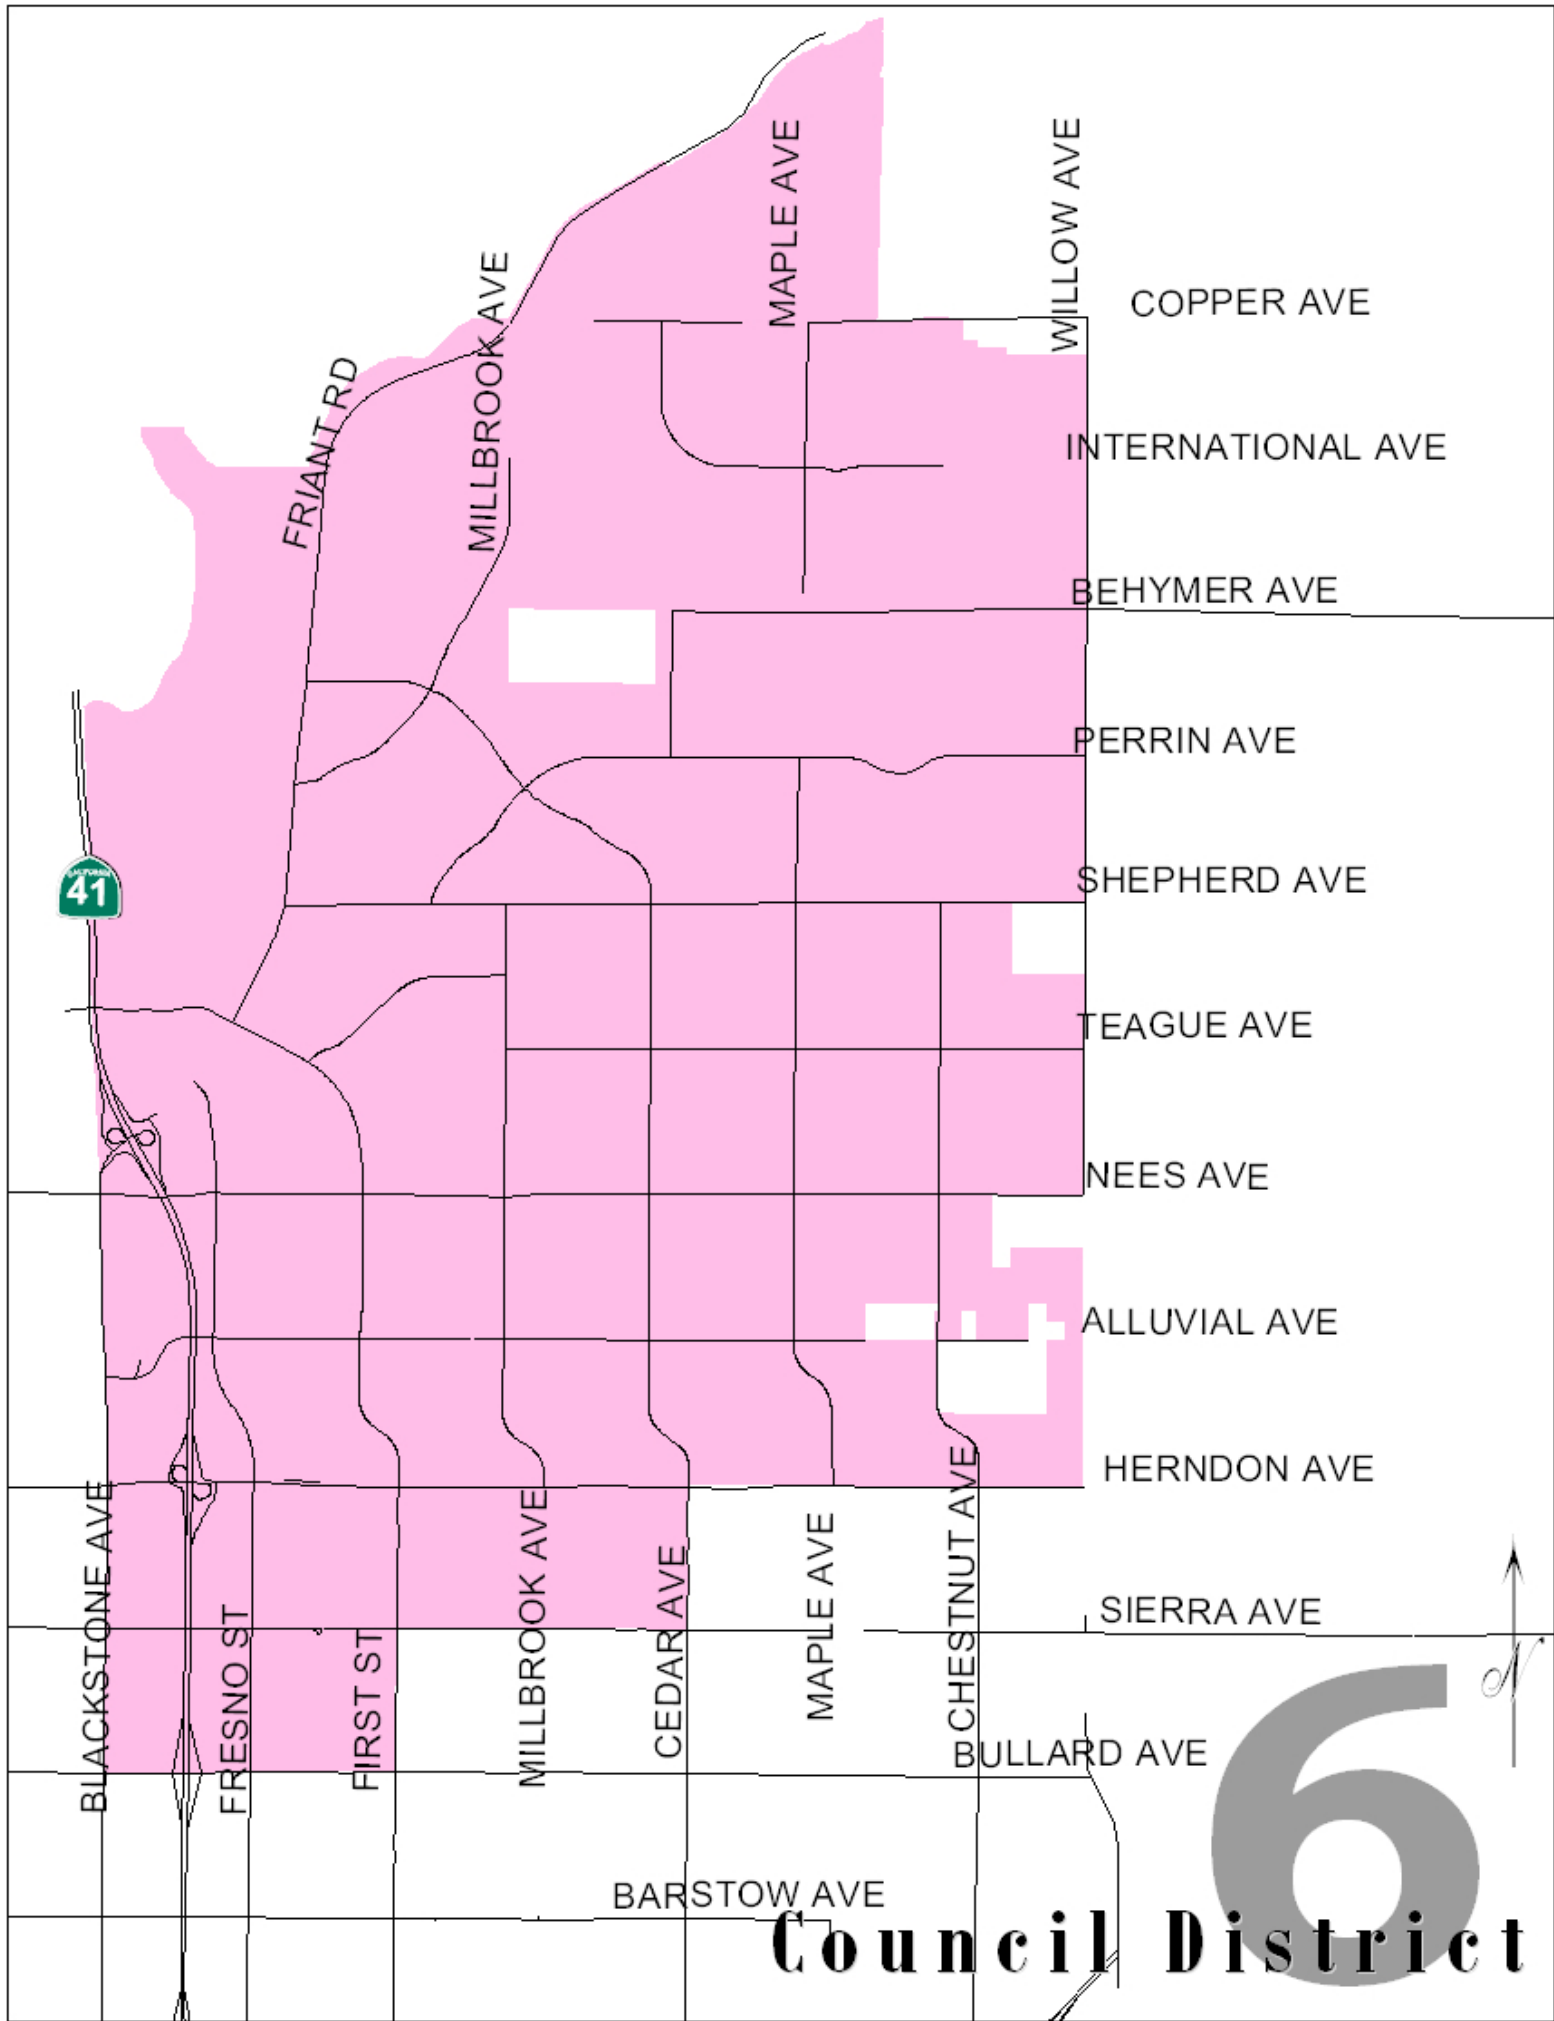 MAPLE AVE
WILLOW AVE
COPPER AVE
MILLBROOK AVE
FRIANT RD
INTERNATIONAL AVE
BEHYMER AVE
PERRIN AVE
CALIFORNIA
41
SHEPHERD AVE
TEAGUE AVE
NEES AVE
ALLUVIAL AVE
HERNDON AVE
BLACKSTONE AVE
FRESNO ST
FIRST ST
MILLBROOK AVE
CEDAR AVE
MAPLE AVE
CHESTNUT AVE
SIERRA AVE
N
BULLARD AVE
BARSTOW AVE
6
Council District